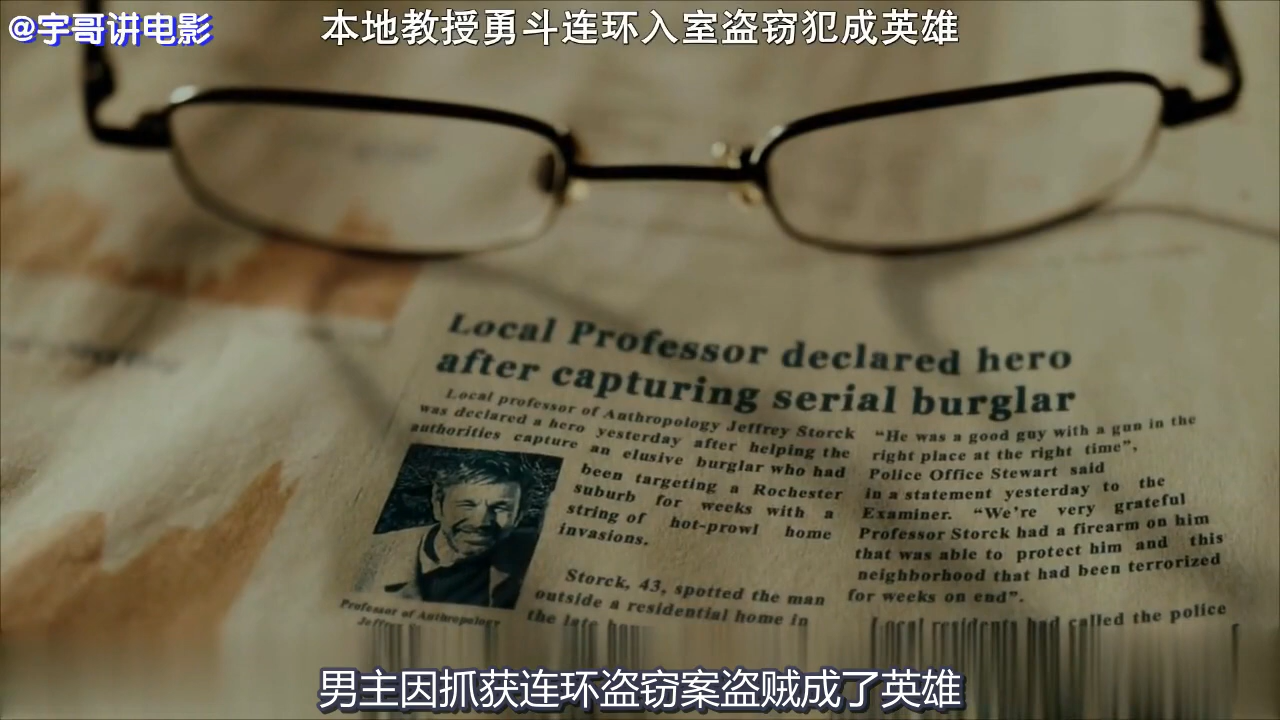 @宇哥讲电影
本地教授勇斗连环入室盗窃犯成英雄
Local Professor declared hero
after capturing serial burglar
Local professor of Anthropology Jeffrey Storck
was declared a hero yesterday after helping the
authorities capture an elusive burglar who had
been targeting a Rochester
suburb for weeks with a
string of hot-prowl home
invasions.
Storck, 43, spotted the man
outside a residential home in
the late
Professor of Anthropology
"He was a good guy with a gun in the
right place at the right time",
Police Office Stewart said
in a statement yesterday to the
Examiner. "We're very grateful
Professor Storck had a firearm on him
that was able to protect him and this
neighborhood that had been terrorized
for weeks on end".
Local residents had called the police
男主因抓获连环盗窃案盗贼成了英雄